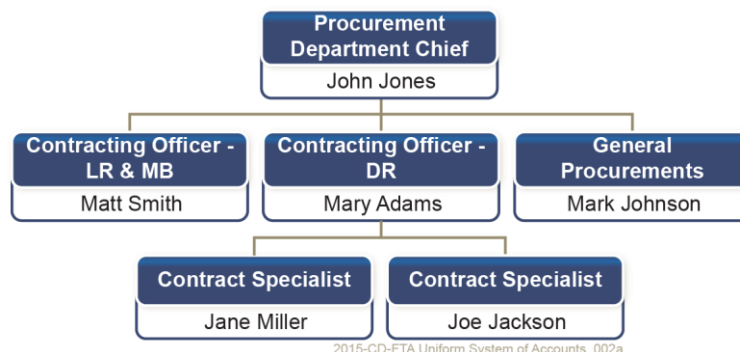 Procurement
Department Chief
John Jones
Contracting Officer -
LR & MB
Matt Smith
Contracting Officer -
DR
Mary Adams
General
Procurements
Mark Johnson
Contract Specialist
Jane Miller
Contract Specialist
Joe Jackson
2015-CD-FTA Uniform System of Accounts_002a